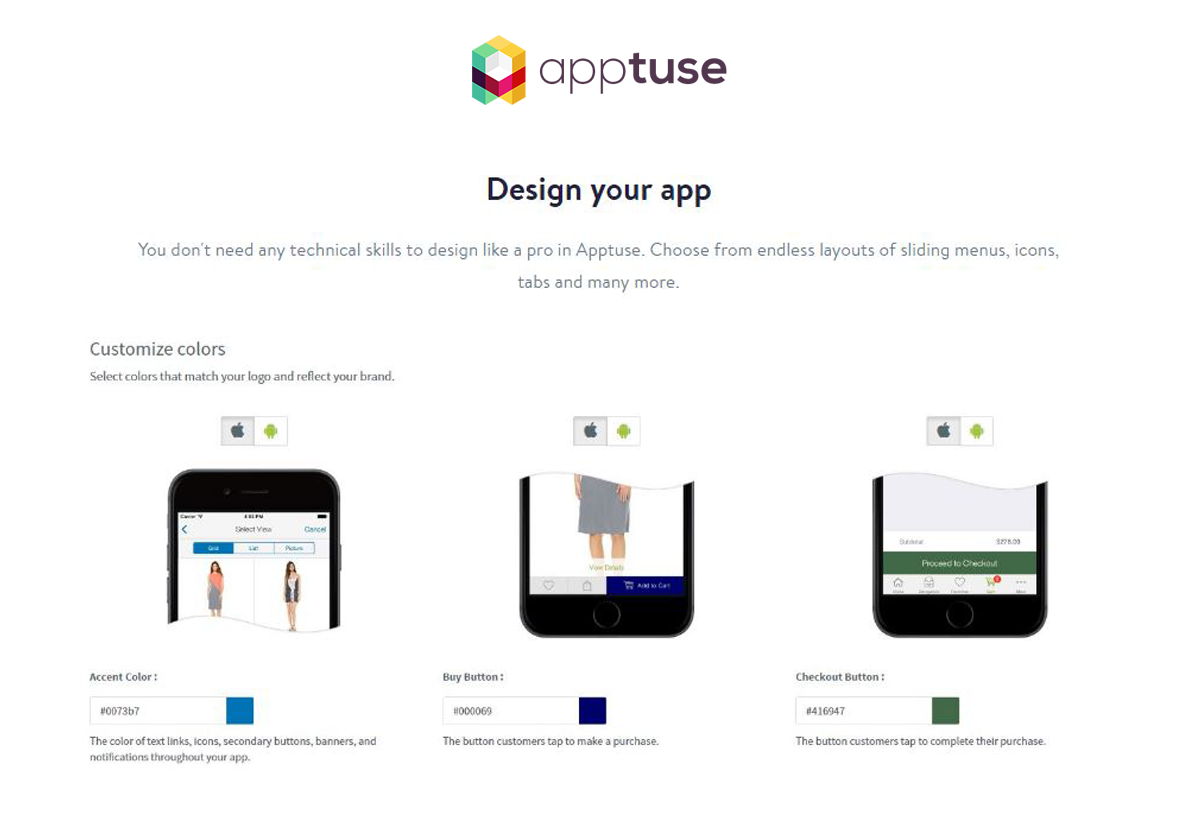 apptuse
Design your app
You don't need any technical skills to design like a pro in Apptuse. Choose from endless layouts of sliding menus, icons,
tabs and many more.
Customize colors
Select colors that match your logo and reflect your brand.
Select View
Cancel
Grid
List
Picture
View Details
Add to Cart
Subtotal
Proceed to Checkout
Accent Color :
#0073b7
The color of text links, icons, secondary buttons, banners, and
notifications throughout your app.
Buy Button :
#000069
The button customers tap to make a purchase.
Checkout Button :
#416947
The button customers tap to complete their purchase.